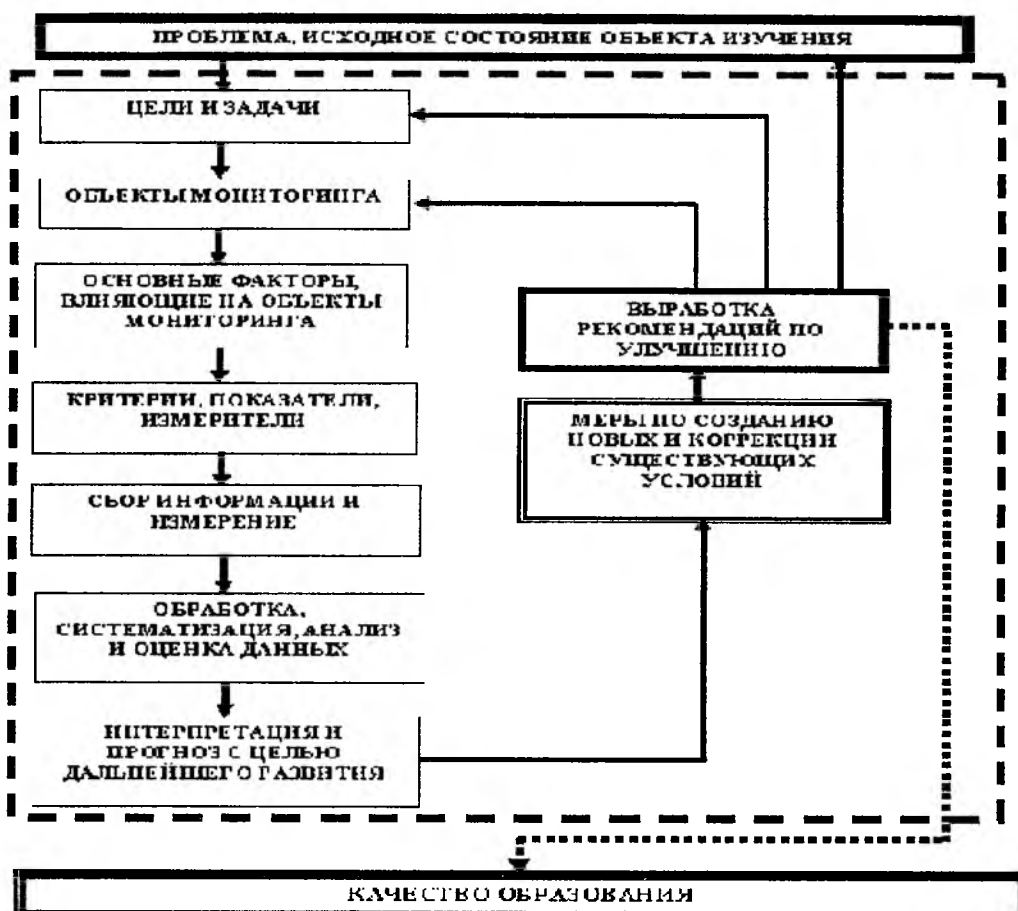 ПРОБЛЕМА, ИСХОДНОЕ СОСТОЯНИЕ ОБЪЕКТА ИЗУЧЕНИЯ
ЦЕЛИ И ЗАДАЧИ
ОБЪЕКТЫ МОНИТОРИНГА
ОСНОВНЫЕ ФАКТОРЫ,
ВЛИЯЮЩИЕ НА ОБЪЕКТЫ
МОНИТОРИНГА
КРИТЕРИИ, ПОКАЗАТЕЛИ,
ИЗМЕРИТЕЛИ
СБОР ИНФОРМАЦИИ И
ИЗМЕРЕНИЕ
ОБРАБОТКА,
СИСТЕМАТИЗАЦИЯ, АНАЛИЗ
И ОЦЕНКА ДАННЫХ
ИНТЕРПРЕТАЦИЯ И
ПРОГНОЗ С ЦЕЛЬЮ
ДАЛЬНЕЙШЕГО РАЗВИТИЯ
ВЫРАБОТКА
РЕКОМЕНДАЦИЙ ПО
УЛУЧШЕНИЮ
МЕРЫ ПО СОЗДАНИЮ
НОВЫХ И КОРРЕКЦИИ
СУЩЕСТВУЮЩИХ
УСЛОВИЙ
КАЧЕСТВО ОБРАЗОВАНИЯ